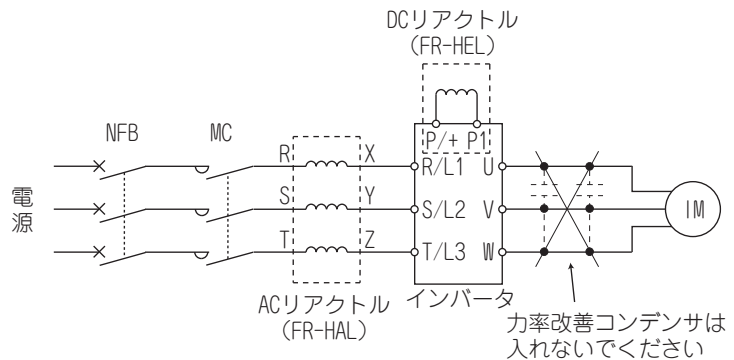 DCリアクトル
(FR-HEL)
NFB
MC
P/+ P1
R X R/L1 U
S Y S/L2 V
T Z T/L3 W
電源
IM
ACリアクトル
(FR-HAL)
インバータ
力率改善コンデンサは
入れないでください